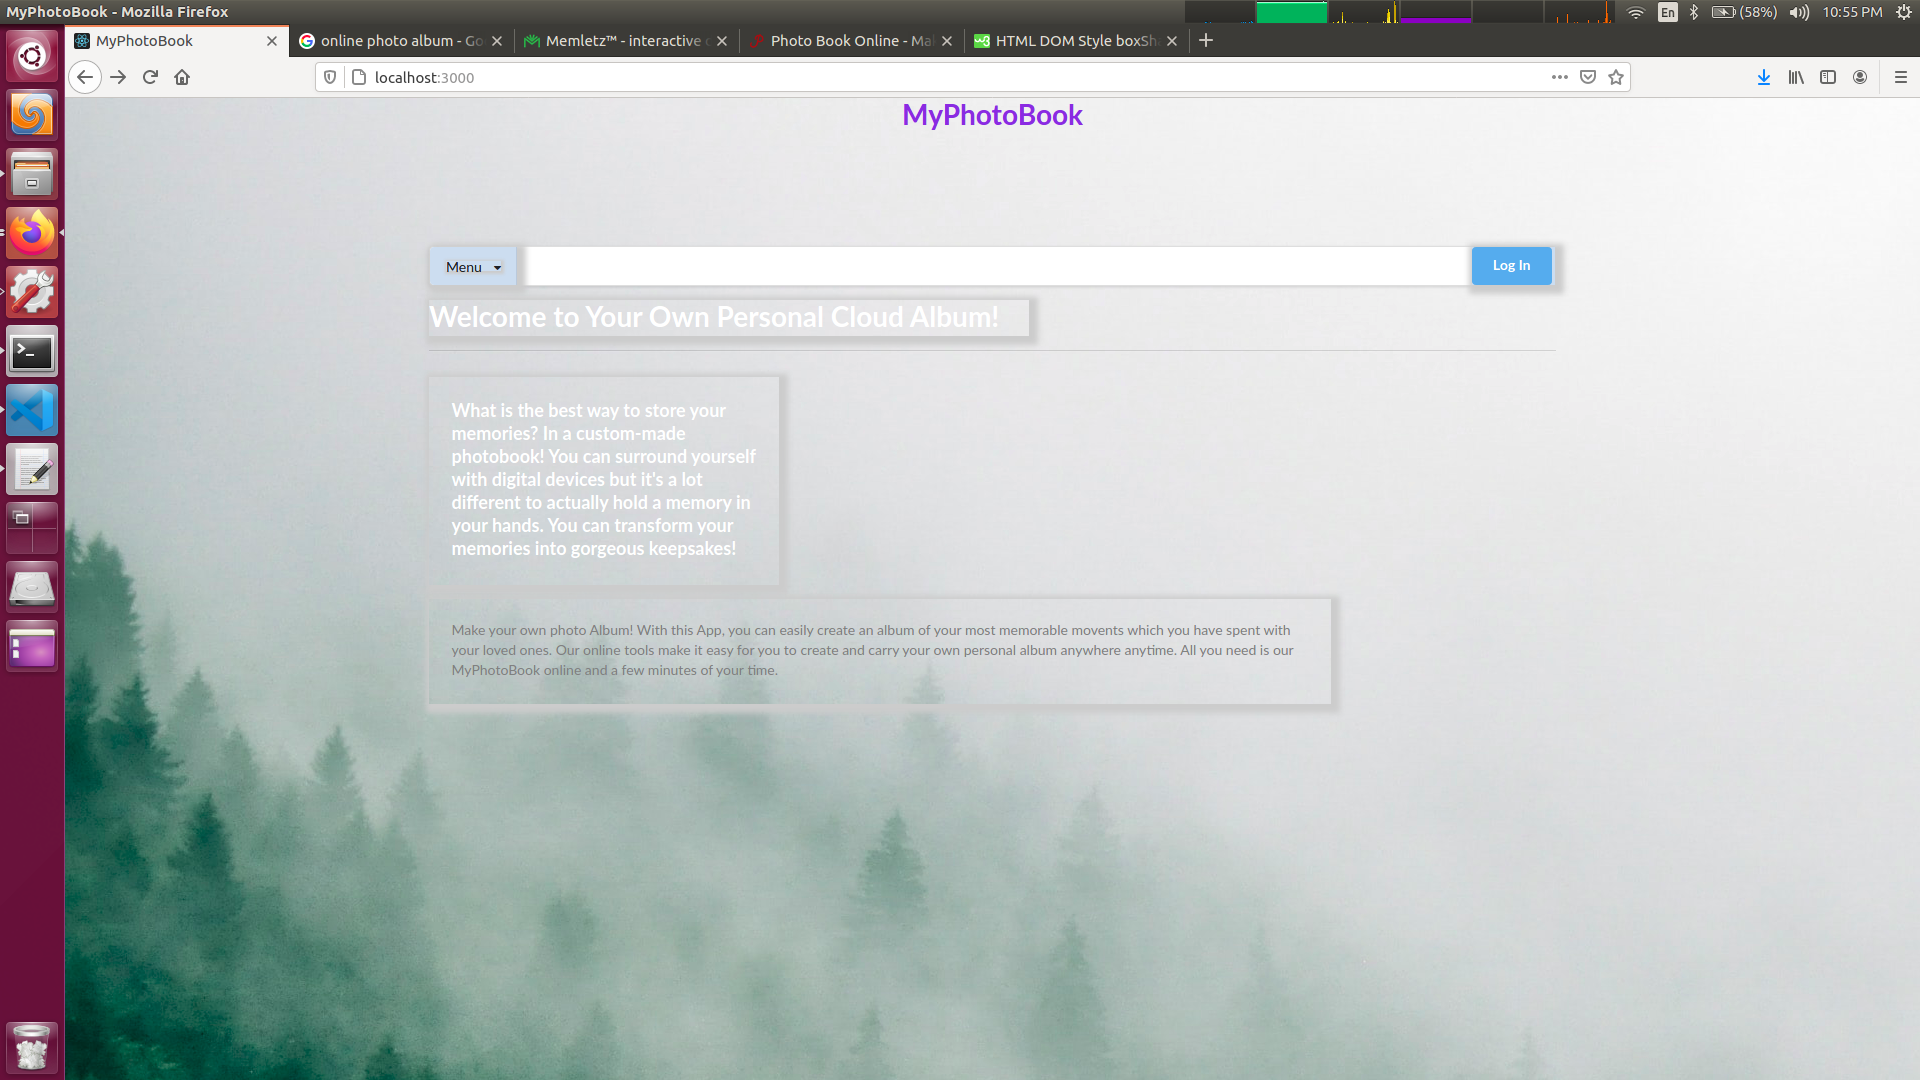 MyPhotoBook - Mozilla Firefox
En
(58%)
10:55 PM
MyPhotoBook
online photo album - Go
Memletz™ - interactive
Photo Book Online - Ma
HTML DOM Style boxSh
localhost:3000
MyPhotoBook
Menu
Log In
Welcome to Your Own Personal Cloud Album!
What is the best way to store your
memories? In a custom-made
photobook! You can surround yourself
with digital devices but it's a lot
different to actually hold a memory in
your hands. You can transform your
memories into gorgeous keepsakes!
Make your own photo Album! With this App, you can easily create an album of your most memorable movents which you have spent with
your loved ones. Our online tools make it easy for you to create and carry your own personal album anywhere anytime. All you need is our
MyPhotoBook online and a few minutes of your time.